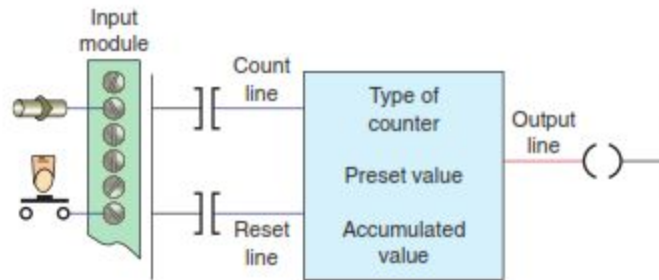 Input
module
Count
line
Type of
counter
Output
line
Preset value
Reset
line
Accumulated
value